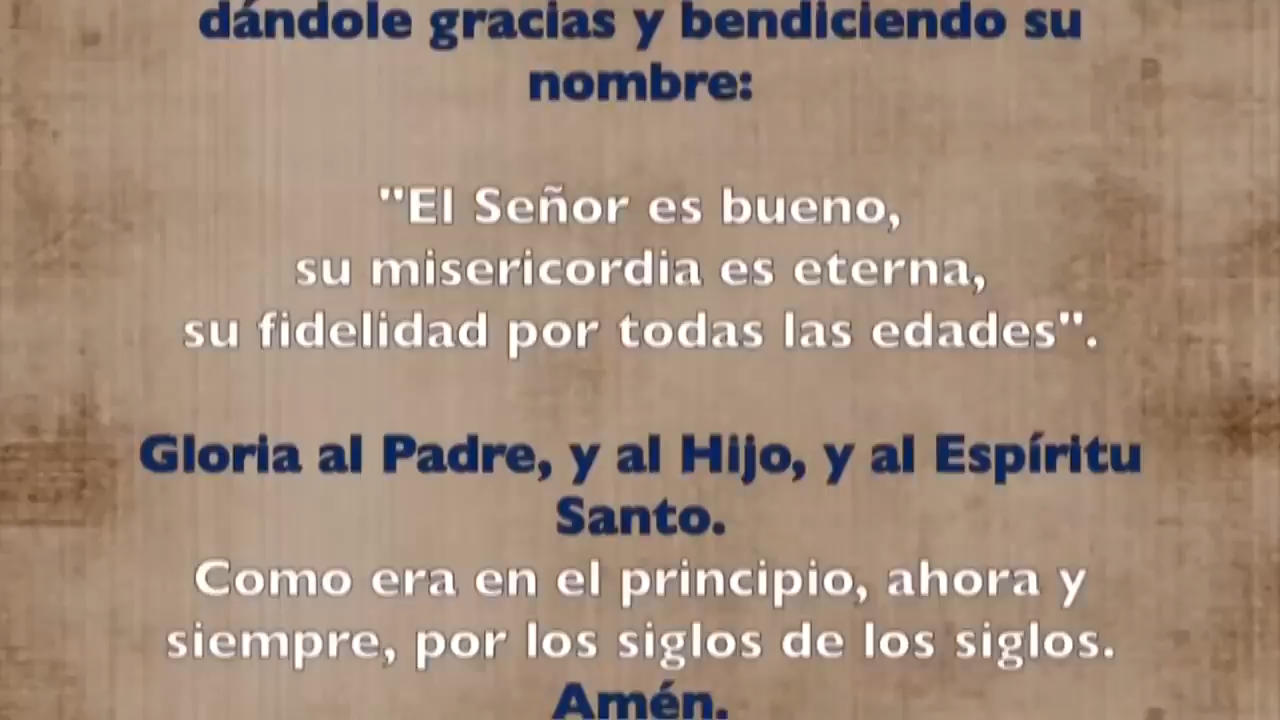 dándole gracias y bendiciendo su
nombre:
"El Señor es bueno,
su misericordia es eterna,
su fidelidad por todas las edades".
Gloria al Padre, y al Hijo, y al Espíritu
Santo.
Como era en el principio, ahora y
siempre, por los siglos de los siglos.
Amén.